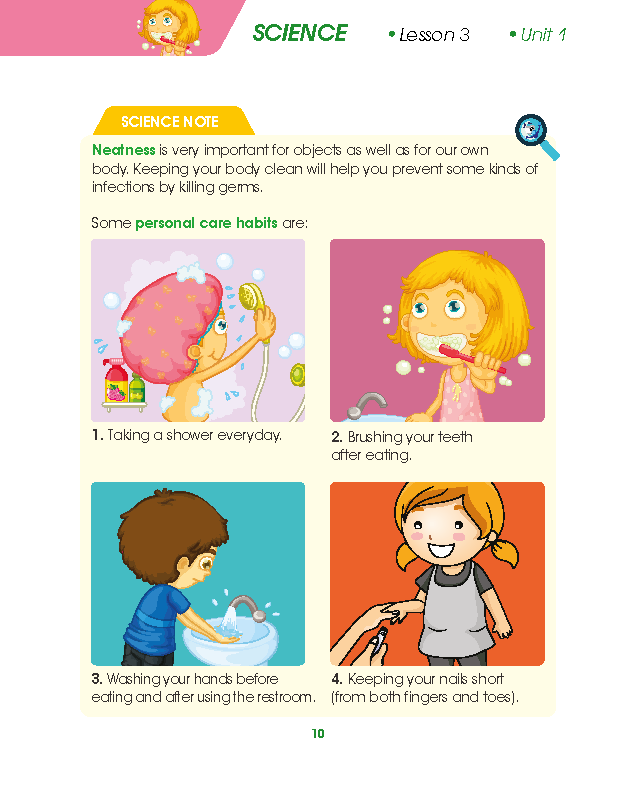 SCIENCE • Lesson 3 • Unit 1
SCIENCE NOTE
Neatness is very important for objects as well as for our own
body. Keeping your body clean will help you prevent some kinds of
infections by killing germs.
Some personal care habits are:
1. Taking a shower everyday.
2. Brushing your teeth
after eating.
3. Washing your hands before
eating and after using the restroom.
4. Keeping your nails short
(from both fingers and toes).
10